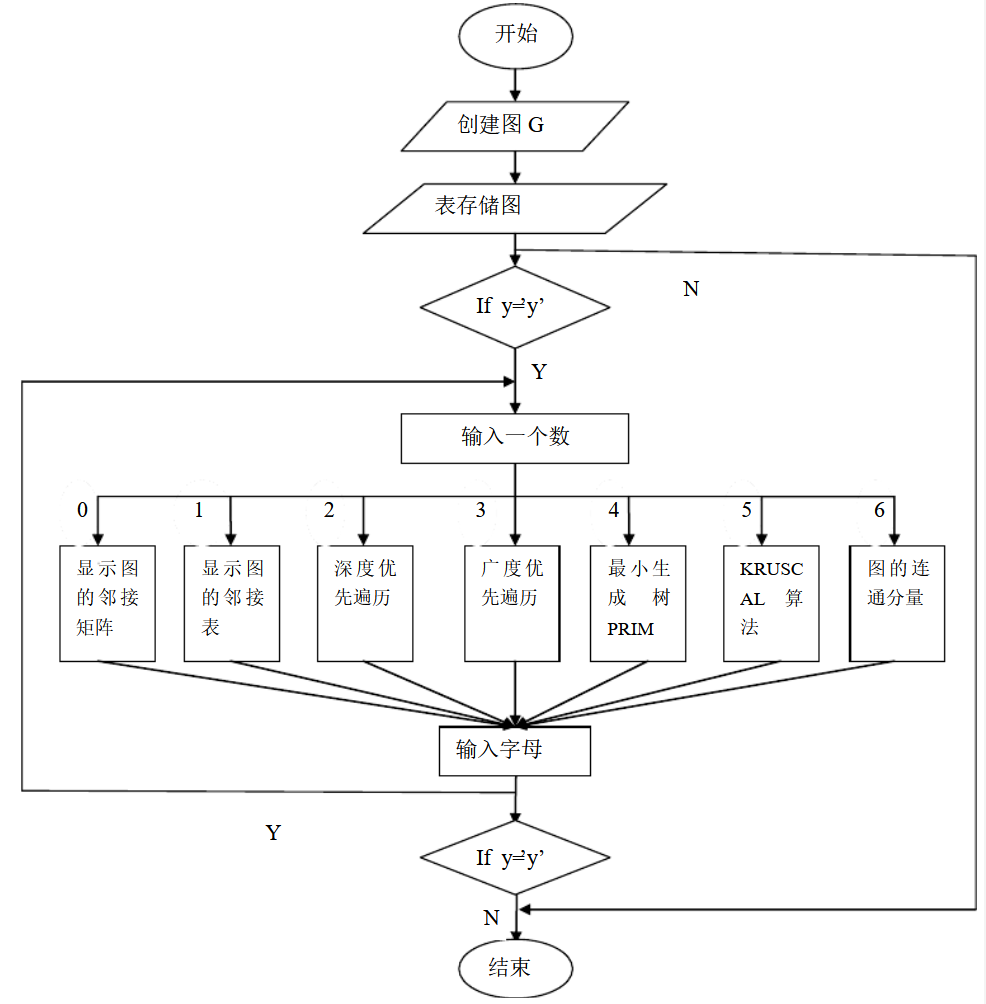 开始
创建图 G
表存储图
N
If y=’y’
Y
输入一个数
0
1
2
3
4
5
6
显示图
的邻接
矩阵
显示图
的邻接
表
深度优
先遍历
广度优
先遍历
最小生
成树
PRIM
KRUSC
AL 算
法
图的连
通分量
输入字母
Y
If y=’y’
N
结束